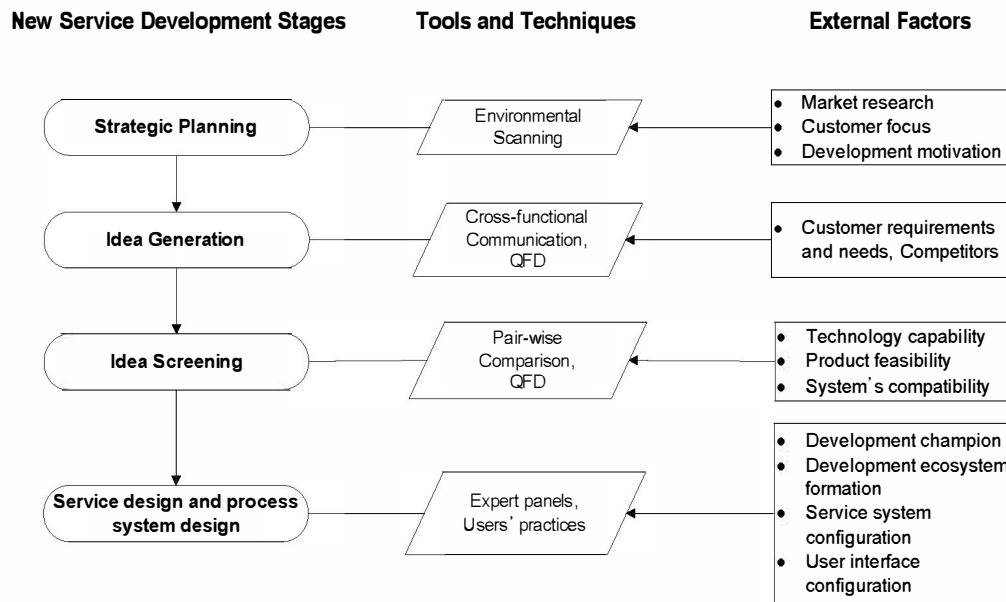 New Service Development Stages
Tools and Techniques
External Factors
Strategic Planning
Environmental
Scanning
• Market research
• Customer focus
• Development motivation
Idea Generation
Cross-functional
Communication,
QFD
• Customer requirements
and needs, Competitors
Idea Screening
Pair-wise
Comparison,
QFD
• Technology capability
• Product feasibility
• System's compatibility
Service design and process
system design
Expert panels,
Users' practices
• Development champion
• Development ecosystem
formation
• Service system
configuration
• User interface
configuration